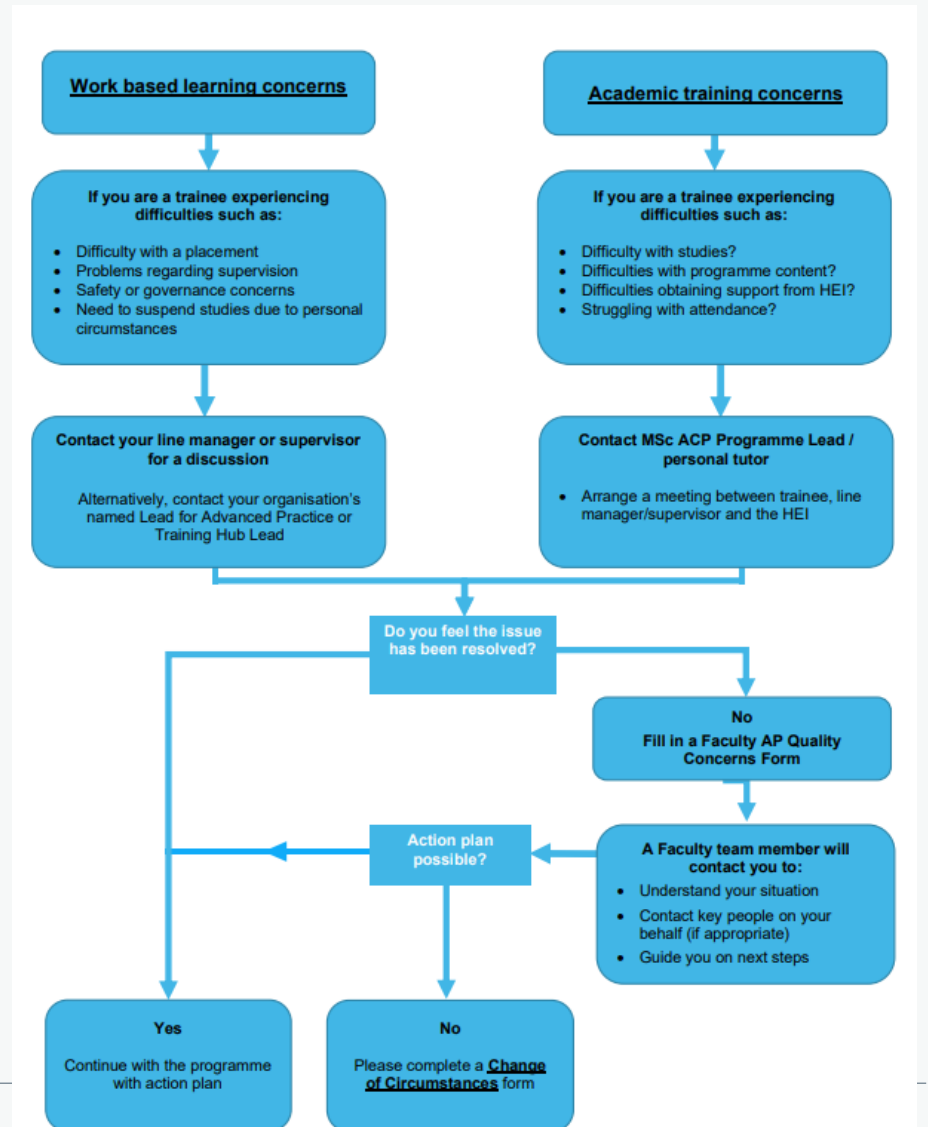 Work based learning concerns
Academic training concerns
If you are a trainee experiencing
difficulties such as:
• Difficulty with a placement
• Problems regarding supervision
• Safety or governance concerns
• Need to suspend studies due to personal
circumstances
If you are a trainee experiencing
difficulties such as:
• Difficulty with studies?
• Difficulties with programme content?
• Difficulties obtaining support from HEI?
• Struggling with attendance?
Contact your line manager or supervisor
for a discussion
Alternatively, contact your organisation's
named Lead for Advanced Practice or
Training Hub Lead
Contact MSc ACP Programme Lead /
personal tutor
• Arrange a meeting between trainee, line
manager/supervisor and the HEI
Do you feel the issue
has been resolved?
No
Fill in a Faculty AP Quality
Concerns Form
Action plan
possible?
A Faculty team member will
contact you to:
• Understand your situation
• Contact key people on your
behalf (if appropriate)
• Guide you on next steps
Yes
Continue with the programme
with action plan
No
Please complete a Change
of Circumstances form